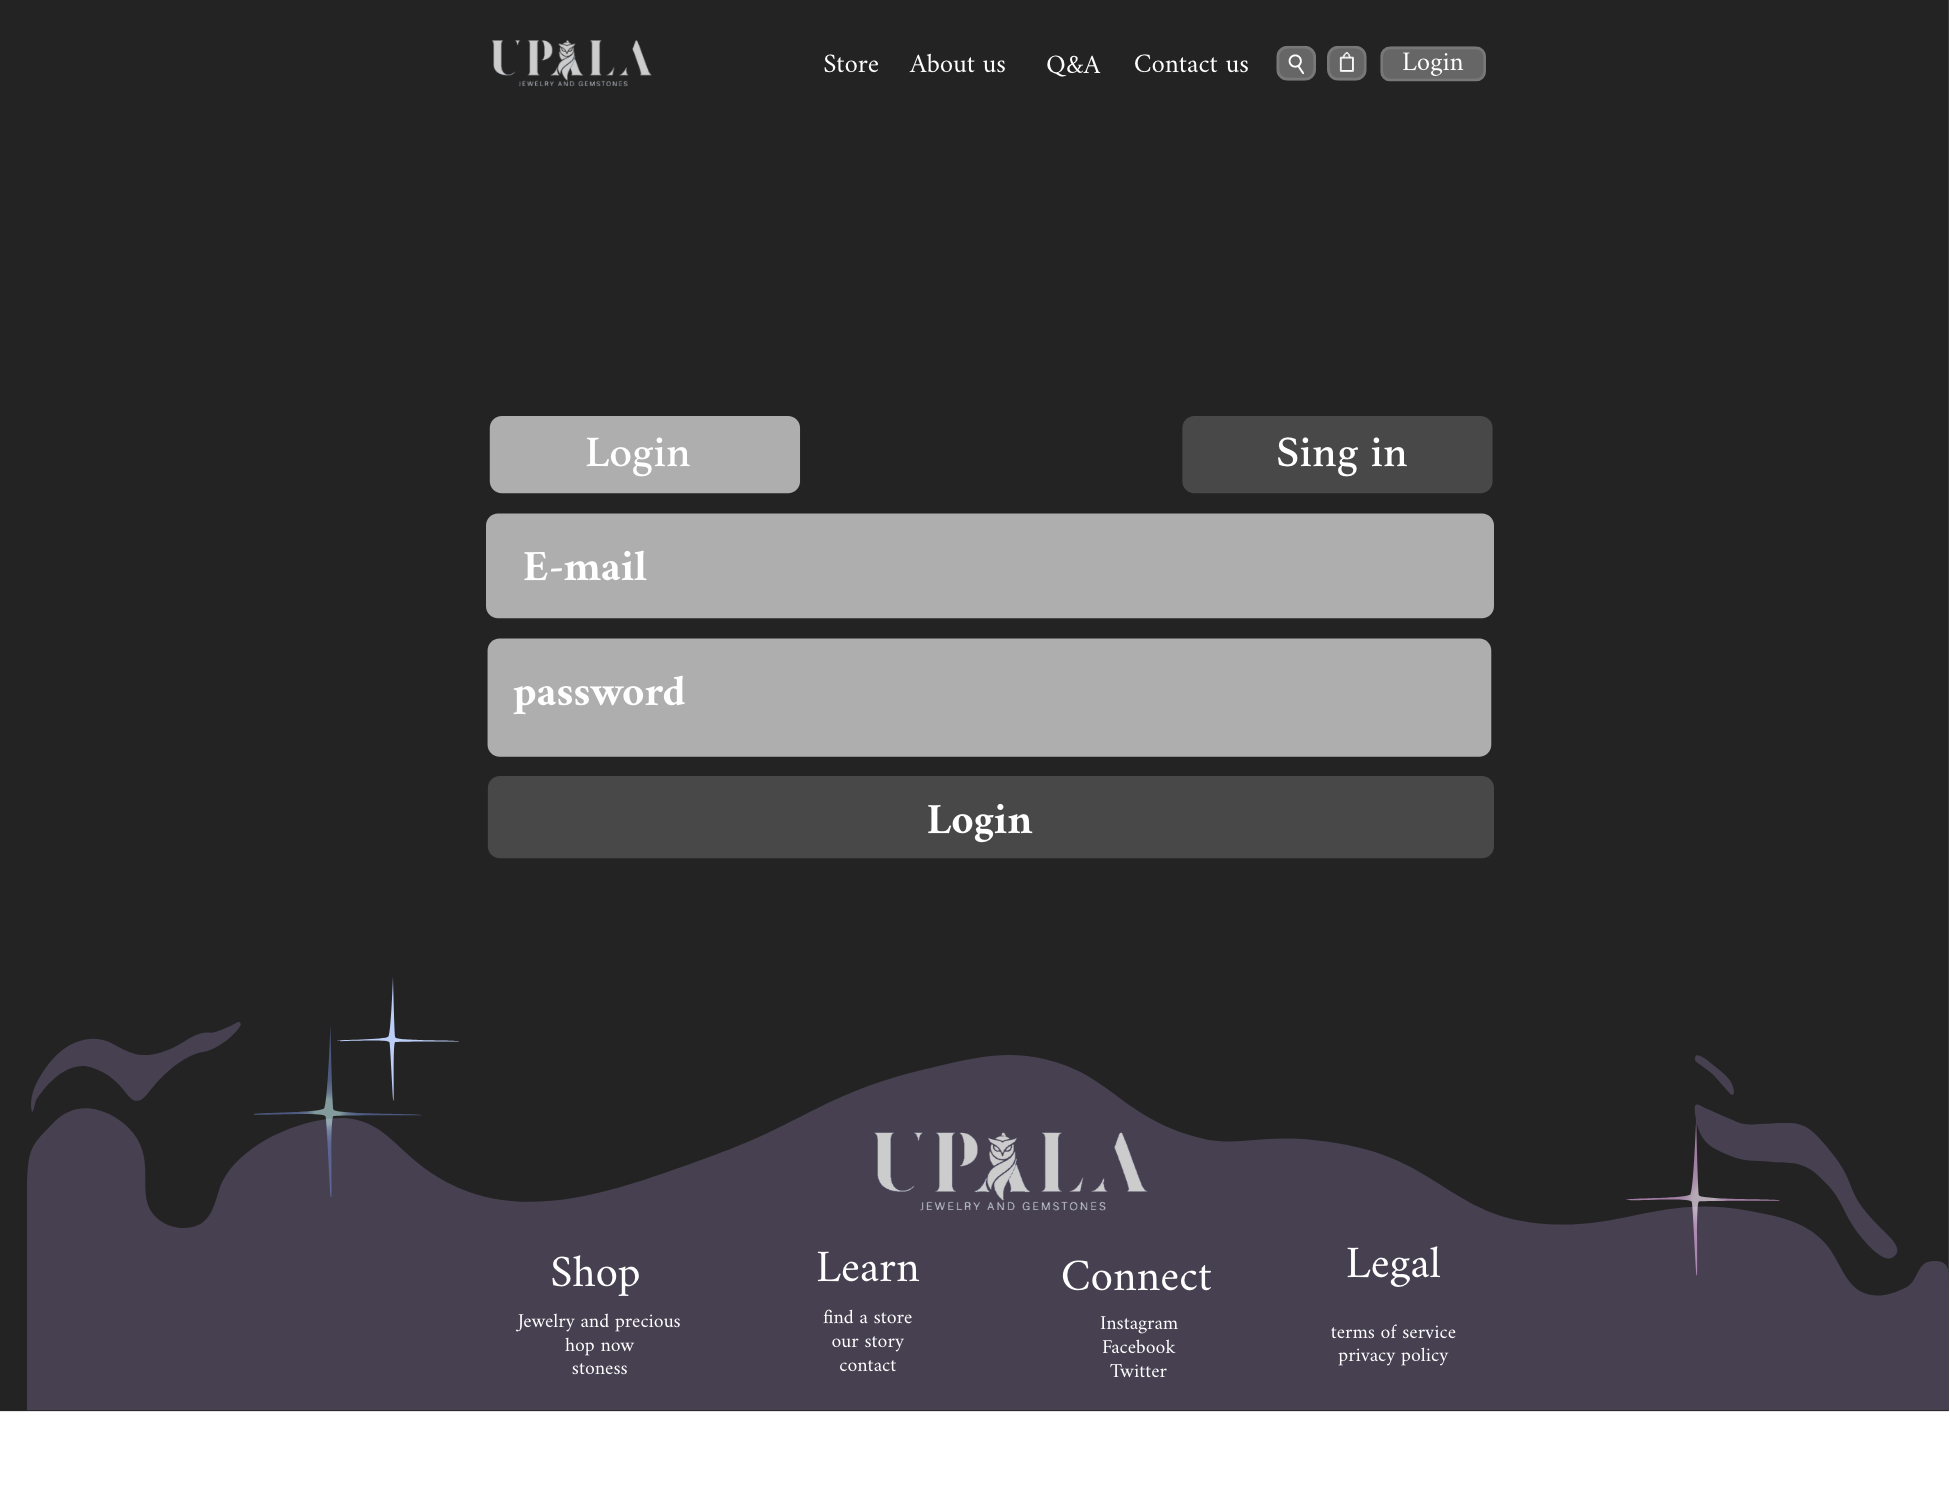 UPALA
JEWELRY AND GEMSTONES
Store About us Q&A Contact us Login
Login Sing in
E-mail
password
Login
UPALA
JEWELRY AND GEMSTONES
Shop
Jewelry and precious
hop now
stoness
Learn
find a store
our story
contact
Connect
Instagram
Facebook
Twitter
Legal
terms of service
privacy policy